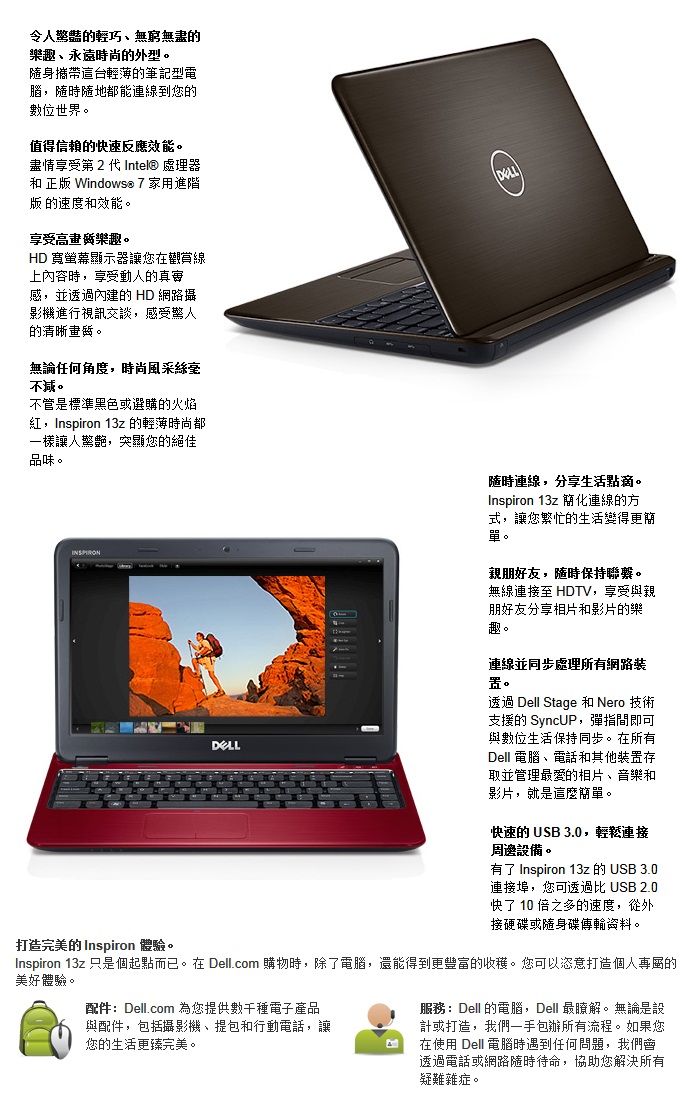 令人驚豔的輕巧、無窮無盡的
樂趣、永遠時尚的外型。
隨身攜帶這台輕薄的筆記型電
腦，隨時隨地都能連線到您的
數位世界。
值得信賴的快速反應效能。
盡情享受第 2 代 Intel® 處理器
和 正版 Windows® 7 家用進階
版 的速度和效能。
享受高畫質樂趣。
HD 寬螢幕顯示器讓您在觀賞線
上內容時，享受動人的真實
感，並透過內建的 HD 網路攝
影機進行視訊交談，感受驚人
的清晰畫質。
無論任何角度，時尚風采絲毫
不減。
不管是標準黑色或選購的火焰
紅，Inspiron 13z 的輕薄時尚都
一樣讓人驚艷，突顯您的絕佳
品味。
DELL
隨時連線，分享生活點滴。
Inspiron 13z 簡化連線的方
式，讓您繁忙的生活變得更簡
單。
親朋好友，隨時保持聯繫。
無線連接至 HDTV，享受與親
朋好友分享相片和影片的樂
趣。
連線並同步處理所有網路裝
置。
透過 Dell Stage 和 Nero 技術
支援的 SyncUP，彈指間即可
與數位生活保持同步。在所有
Dell 電腦、電話和其他裝置存
取並管理最愛的相片、音樂和
影片，就是這麼簡單。
快速的 USB 3.0，輕鬆連接
周邊設備。
有了 Inspiron 13z 的 USB 3.0
連接埠，您可透過比 USB 2.0
快了 10 倍之多的速度，從外
接硬碟或隨身碟傳輸資料。
INSPIRON
DELL
打造完美的 Inspiron 體驗。
Inspiron 13z 只是個起點而已。在 Dell.com 購物時，除了電腦，還能得到更豐富的收穫。您可以恣意打造個人專屬的
美好體驗。
配件：Dell.com 為您提供數千種電子產品
與配件，包括攝影機、提包和行動電話，讓
您的生活更臻完美。
服務：Dell 的電腦，Dell 最瞭解。無論是設
計或打造，我們一手包辦所有流程。如果您
在使用 Dell 電腦時遇到任何問題，我們會
透過電話或網路隨時待命，協助您解決所有
疑難雜症。